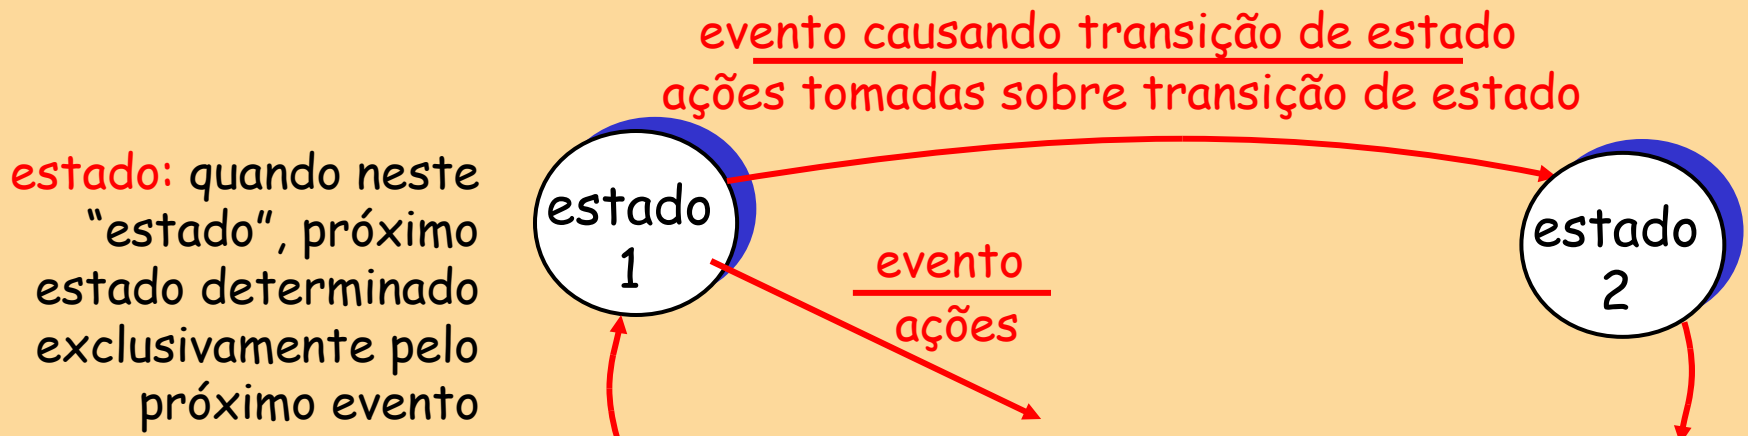 evento causando transição de estado
ações tomadas sobre transição de estado
estado: quando neste
“estado”, próximo
estado determinado
exclusivamente pelo
próximo evento
estado
1
evento
ações
estado
2